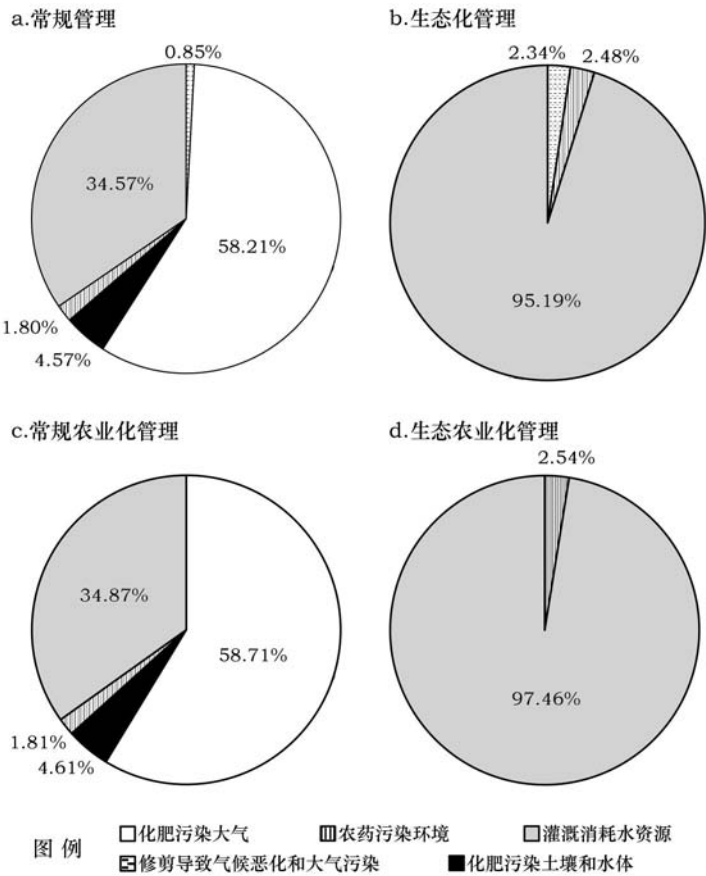 a.常规管理
b.生态化管理
0.85%
34.57%
58.21%
1.80%
4.57%
2.34%
2.48%
95.19%
c.常规农业化管理
d.生态农业化管理
34.87%
58.71%
1.81%
4.61%
2.54%
97.46%
图 例
化肥污染大气
农药污染环境
灌溉消耗水资源
修剪导致气候恶化和大气污染
化肥污染土壤和水体